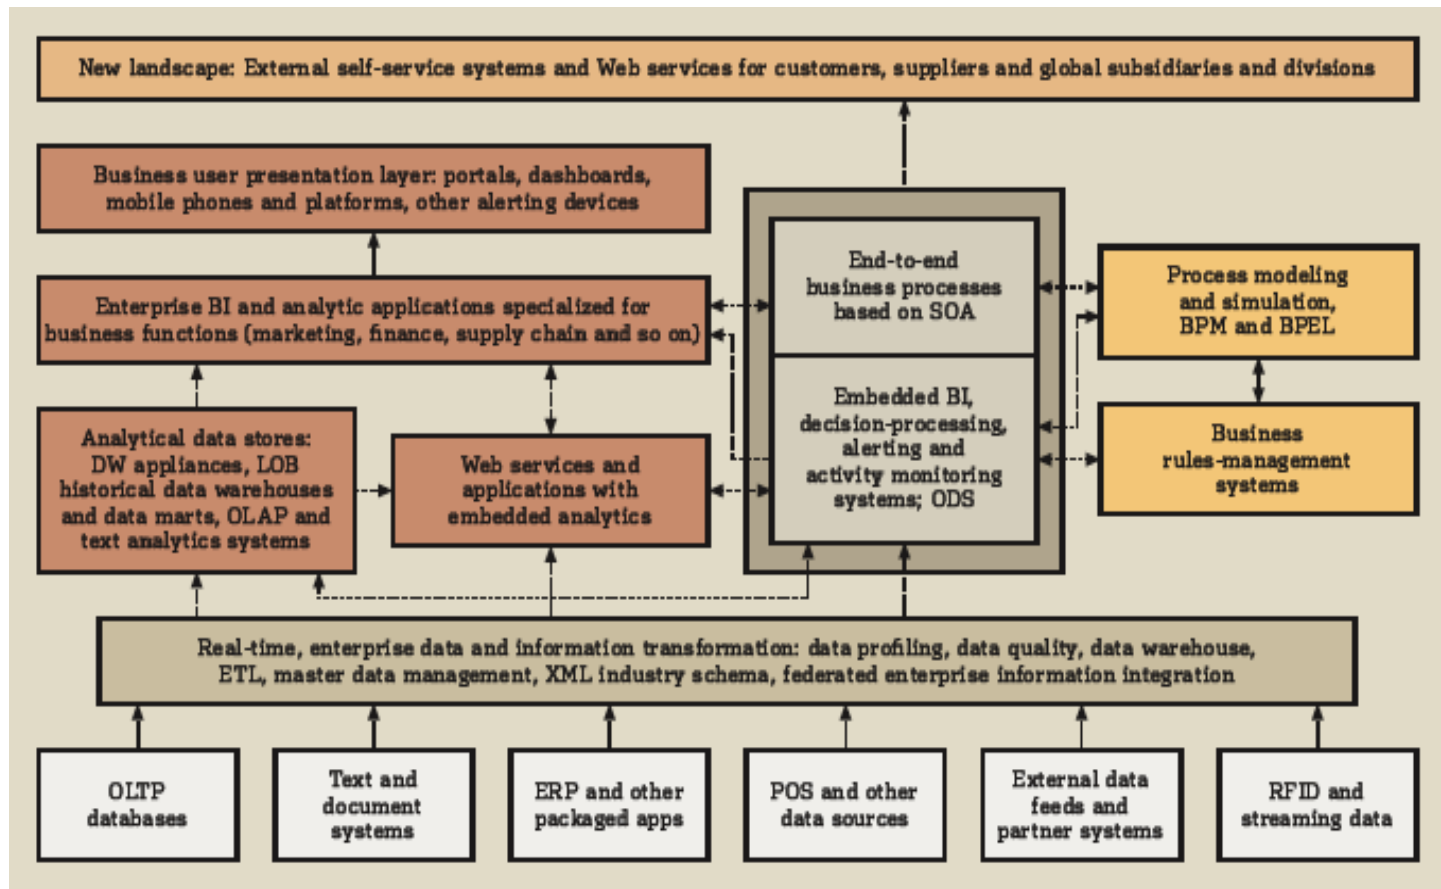 New landscape: External self-service systems and Web services for customers, suppliers and global subsidiaries and divisions
Business user presentation layer: portals, dashboards,
mobile phones and platforms, other alerting devices
Enterprise BI and analytic applications specialized for
business functions (marketing, finance, supply chain and so on)
End-to-end
business processes
based on SOA
Process modeling
and simulation,
BPM and BPEL
Analytical data stores:
DW appliances, LOB
historical data warehouses
and data marts, OLAP and
text analytics systems
Web services and
applications with
embedded analytics
Embedded BI,
decision-processing,
alerting and
activity monitoring
systems; ODS
Business
rules-management
systems
Real-time, enterprise data and information transformation: data profiling, data quality, data warehouse,
ETL, master data management, XML industry schema, federated enterprise information integration
OLTP
databases
Text and
document
systems
ERP and other
packaged apps
POS and other
data sources
External data
feeds and
partner systems
RFID and
streaming data